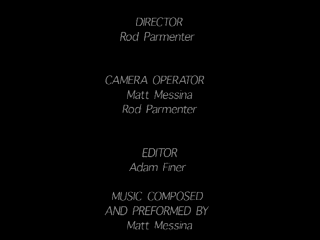 DIRECTOR
Rod Parmenter
CAMERA OPERATOR
Matt Messina
Rod Parmenter
EDITOR
Adam Finer
MUSIC COMPOSED
AND PREFORMED BY
Matt Messina